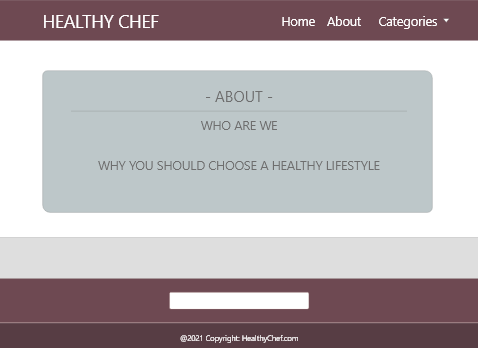 HEALTHY CHEF
Home About Categories
- ABOUT -
WHO ARE WE
WHY YOU SHOULD CHOOSE A HEALTHY LIFESTYLE
@2021 Copyright: HealthyChef.com